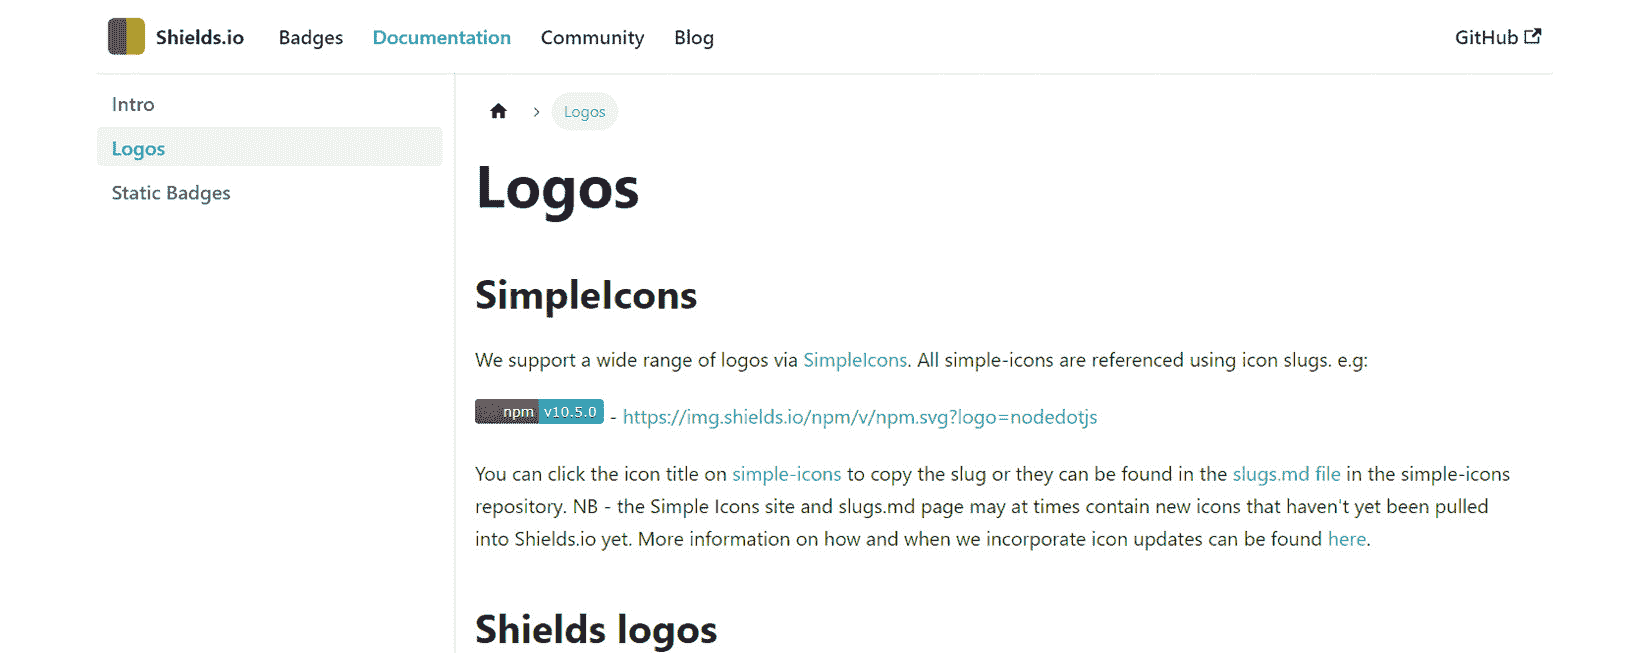 Shields.io Badges Documentation Community Blog GitHub
Intro
Logos
Static Badges
Logos
Logos
SimpleIcons
We support a wide range of logos via SimpleIcons. All simple-icons are referenced using icon slugs. e.g:
npm v10.5.0 - https://img.shields.io/npm/v/npm.svg?logo=nodedotjs
You can click the icon title on simple-icons to copy the slug or they can be found in the slugs.md file in the simple-icons
repository. NB - the Simple Icons site and slugs.md page may at times contain new icons that haven't yet been pulled
into Shields.io yet. More information on how and when we incorporate icon updates can be found here.
Shields logos